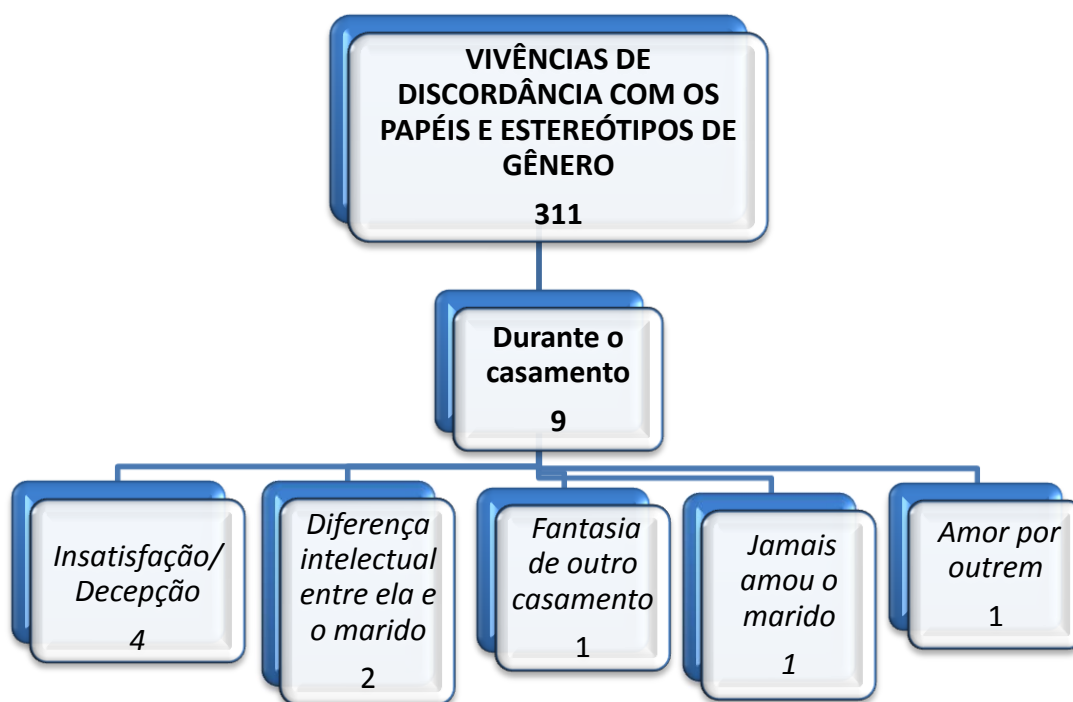 VIVÊNCIAS DE
DISCORDÂNCIA COM OS
PAPÉIS E ESTEREÓTIPOS DE
GÊNERO
311
Durante o
casamento
9
Insatisfação/
Decepção
4
Diferença
intelectual
entre ela e
o marido
2
Fantasia
de outro
casamento
1
Jamais
amou o
marido
1
Amor por
outrem
1